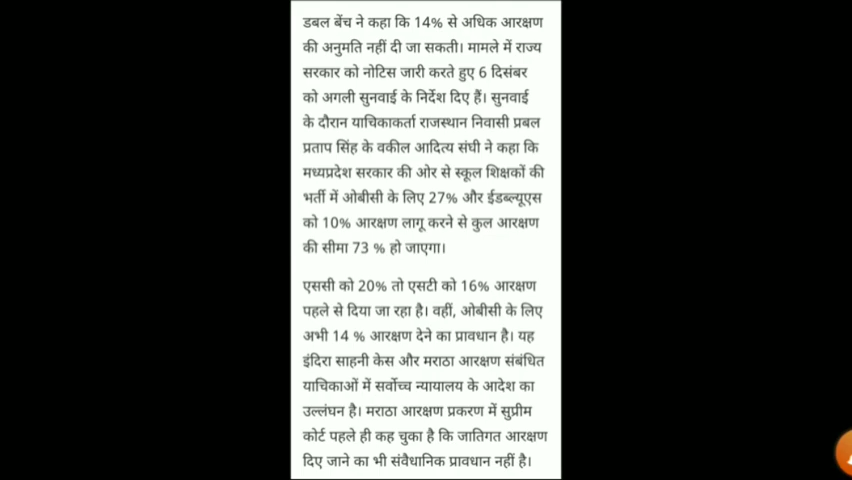 डबल बेंच ने कहा कि 14% से अधिक आरक्षण
की अनुमति नहीं दी जा सकती। मामले में राज्य
सरकार को नोटिस जारी करते हुए 6 दिसंबर
को अगली सुनवाई के निर्देश दिए हैं। सुनवाई
के दौरान याचिकाकर्ता राजस्थान निवासी प्रबल
प्रताप सिंह के वकील आदित्य संघी ने कहा कि
मध्यप्रदेश सरकार की ओर से स्कूल शिक्षकों की
भर्ती में ओबीसी के लिए 27% और ईडब्ल्यूएस
को 10% आरक्षण लागू करने से कुल आरक्षण
की सीमा 73 % हो जाएगा।
एससी को 20% तो एसटी को 16% आरक्षण
पहले से दिया जा रहा है। वहीं, ओबीसी के लिए
अभी 14 % आरक्षण देने का प्रावधान है। यह
इंदिरा साहनी केस और मराठा आरक्षण संबंधित
याचिकाओं में सर्वोच्च न्यायालय के आदेश का
उल्लंघन है। मराठा आरक्षण प्रकरण में सुप्रीम
कोर्ट पहले ही कह चुका है कि जातिगत आरक्षण
दिए जाने का भी संवैधानिक प्रावधान नहीं है।